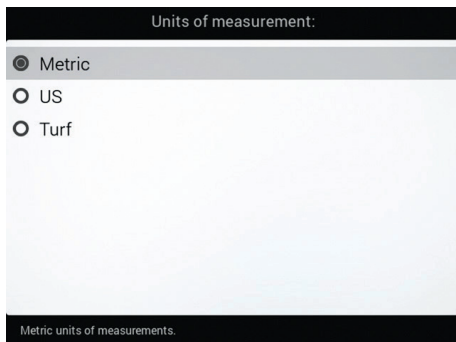 Units of measurement:
Metric
US
Turf
Metric units of measurements.